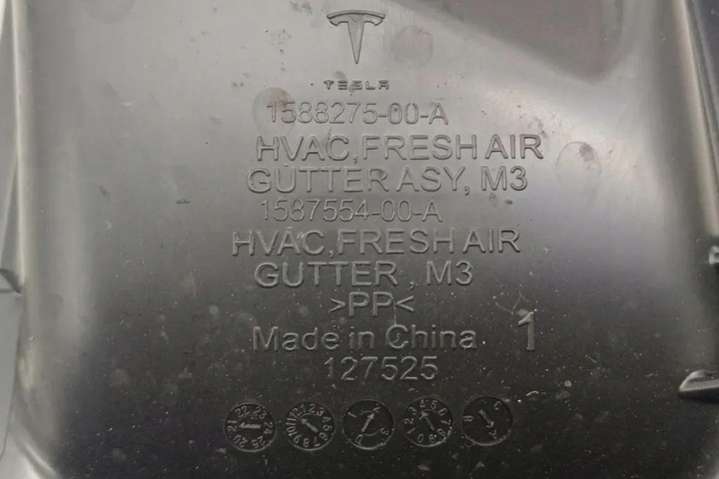 TESLA
1588275-00-A
HVAC,FRESH AIR
GUTTER ASY, M3
1587554-00-A
HVAC,FRESH AIR
GUTTER , M3
>PP<
Made in China 1
127525